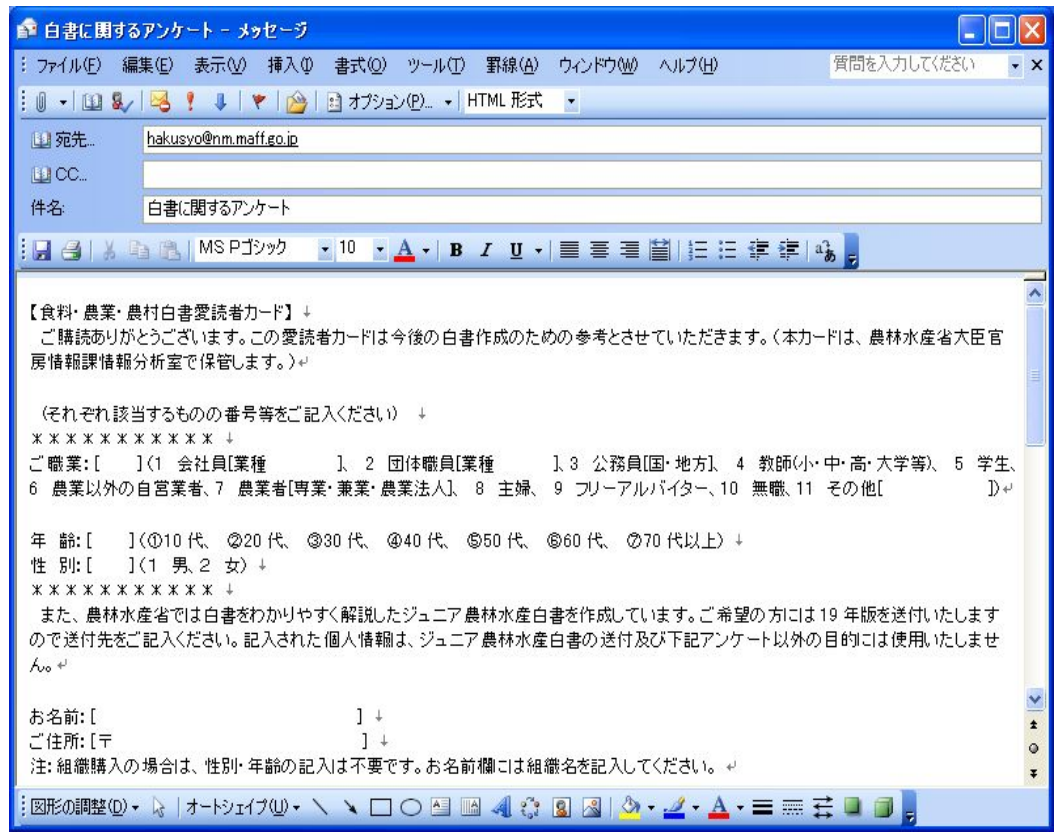 白書に関するアンケート - メッセージ
ファイル(F) 編集(E) 表示(V) 挿入(I) 書式(O) ツール(T) 罫線(A) ウィンドウ(W) ヘルプ(H) 質問を入力してください
オプション(P)... HTML 形式
宛先... hakusyo@nm.maff.go.jp
CC...
件名: 白書に関するアンケート
MS Pゴシック 10 A B I U
【食料・農業・農村白書愛読者カード】↓
ご購読ありがとうございます。この愛読者カードは今後の白書作成のための参考とさせていただきます。(本カードは、農林水産省大臣官
房情報課情報分析室で保管します。)↵
(それぞれ該当するものの番号等をご記入ください) ↓
*********** ↓
ご職業:[ ](1 会社員[業種 ]、2 団体職員[業種 ]、3 公務員[国・地方]、4 教師(小・中・高・大学等)、5 学生、
6 農業以外の自営業者、7 農業者[専業・兼業・農業法人]、8 主婦、9 フリーアルバイター、10 無職、11 その他[ ])↵
年 齢:[ ](①10 代、②20 代、③30 代、④40 代、⑤50 代、⑥60 代、⑦70 代以上)↓
性 別:[ ](1 男、2 女)↓
*********** ↓
また、農林水産省では白書をわかりやすく解説したジュニア農林水産白書を作成しています。ご希望の方には 19 年版を送付いたします
ので送付先をご記入ください。記入された個人情報は、ジュニア農林水産白書の送付及び下記アンケート以外の目的には使用いたしませ
ん。↵
お名前:[ ] ↓
ご住所:[〒 ] ↓
注:組織購入の場合は、性別・年齢の記入は不要です。お名前欄には組織名を記入してください。↵
図形の調整(D) オートシェイプ(U)